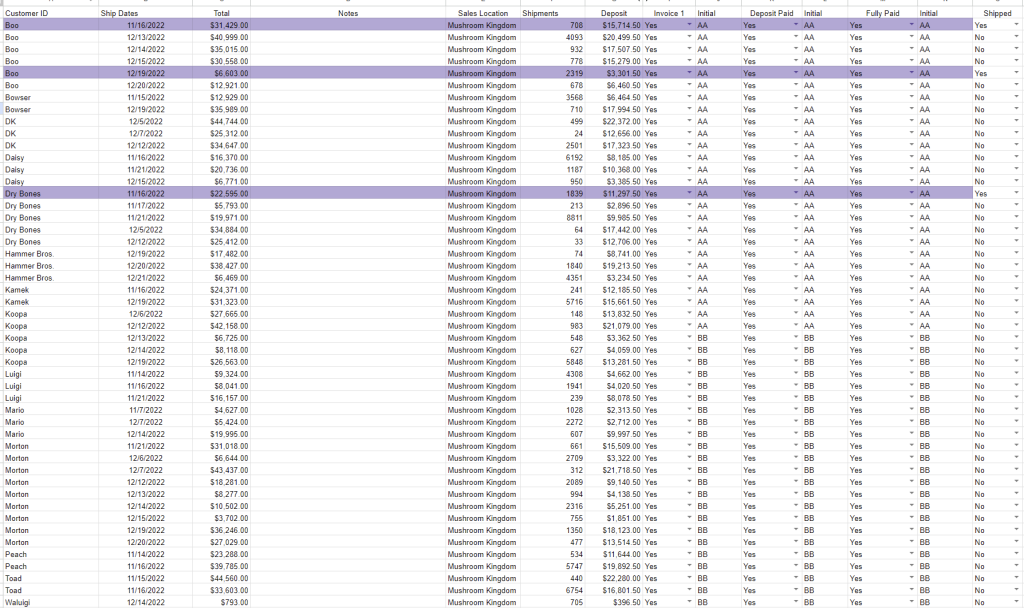 Customer ID Ship Dates Total Notes Sales Location Shipments Deposit Invoice 1 Initial Deposit Paid Initial Fully Paid Initial Shipped
Boo 11/16/2022 $31,429.00 Mushroom Kingdom 708 $15,714.50 Yes AA Yes AA Yes AA Yes
Boo 12/13/2022 $40,999.00 Mushroom Kingdom 4093 $20,499.50 Yes AA Yes AA Yes AA No
Boo 12/14/2022 $35,015.00 Mushroom Kingdom 932 $17,507.50 Yes AA Yes AA Yes AA No
Boo 12/15/2022 $30,558.00 Mushroom Kingdom 778 $15,279.00 Yes AA Yes AA Yes AA No
Boo 12/19/2022 $6,603.00 Mushroom Kingdom 2319 $3,301.50 Yes AA Yes AA Yes AA Yes
Boo 12/20/2022 $12,921.00 Mushroom Kingdom 678 $6,460.50 Yes AA Yes AA Yes AA No
Bowser 11/15/2022 $12,929.00 Mushroom Kingdom 3568 $6,464.50 Yes AA Yes AA Yes AA No
Bowser 12/19/2022 $35,989.00 Mushroom Kingdom 710 $17,994.50 Yes AA Yes AA Yes AA No
DK 12/5/2022 $44,744.00 Mushroom Kingdom 499 $22,372.00 Yes AA Yes AA Yes AA No
DK 12/7/2022 $25,312.00 Mushroom Kingdom 24 $12,656.00 Yes AA Yes AA Yes AA No
DK 12/12/2022 $34,647.00 Mushroom Kingdom 2501 $17,323.50 Yes AA Yes AA Yes AA No
Daisy 11/16/2022 $16,370.00 Mushroom Kingdom 6192 $8,185.00 Yes AA Yes AA Yes AA No
Daisy 11/21/2022 $20,736.00 Mushroom Kingdom 1187 $10,368.00 Yes AA Yes AA Yes AA No
Daisy 12/15/2022 $6,771.00 Mushroom Kingdom 950 $3,385.50 Yes AA Yes AA Yes AA No
Dry Bones 11/16/2022 $22,595.00 Mushroom Kingdom 1839 $11,297.50 Yes AA Yes AA Yes AA Yes
Dry Bones 11/17/2022 $5,793.00 Mushroom Kingdom 213 $2,896.50 Yes AA Yes AA Yes AA No
Dry Bones 11/21/2022 $19,971.00 Mushroom Kingdom 8811 $9,985.50 Yes AA Yes AA Yes AA No
Dry Bones 12/5/2022 $34,884.00 Mushroom Kingdom 64 $17,442.00 Yes AA Yes AA Yes AA No
Dry Bones 12/12/2022 $25,412.00 Mushroom Kingdom 33 $12,706.00 Yes AA Yes AA Yes AA No
Hammer Bros. 12/19/2022 $17,482.00 Mushroom Kingdom 74 $8,741.00 Yes AA Yes AA Yes AA No
Hammer Bros. 12/20/2022 $38,427.00 Mushroom Kingdom 1840 $19,213.50 Yes AA Yes AA Yes AA No
Hammer Bros. 12/21/2022 $6,469.00 Mushroom Kingdom 4351 $3,234.50 Yes AA Yes AA Yes AA No
Kamek 11/16/2022 $24,371.00 Mushroom Kingdom 241 $12,185.50 Yes AA Yes AA Yes AA No
Kamek 12/19/2022 $31,323.00 Mushroom Kingdom 5716 $15,661.50 Yes AA Yes AA Yes AA No
Koopa 12/6/2022 $27,665.00 Mushroom Kingdom 148 $13,832.50 Yes AA Yes AA Yes AA No
Koopa 12/12/2022 $42,158.00 Mushroom Kingdom 983 $21,079.00 Yes AA Yes AA Yes AA No
Koopa 12/13/2022 $6,725.00 Mushroom Kingdom 548 $3,362.50 Yes BB Yes BB Yes BB No
Koopa 12/14/2022 $8,118.00 Mushroom Kingdom 627 $4,059.00 Yes BB Yes BB Yes BB No
Koopa 12/19/2022 $26,563.00 Mushroom Kingdom 5848 $13,281.50 Yes BB Yes BB Yes BB No
Luigi 11/14/2022 $9,324.00 Mushroom Kingdom 4308 $4,662.00 Yes BB Yes BB Yes BB No
Luigi 11/16/2022 $8,041.00 Mushroom Kingdom 1941 $4,020.50 Yes BB Yes BB Yes BB No
Luigi 11/21/2022 $16,157.00 Mushroom Kingdom 239 $8,078.50 Yes BB Yes BB Yes BB No
Mario 11/7/2022 $4,627.00 Mushroom Kingdom 1028 $2,313.50 Yes BB Yes BB Yes BB No
Mario 12/7/2022 $5,424.00 Mushroom Kingdom 2272 $2,712.00 Yes BB Yes BB Yes BB No
Mario 12/14/2022 $19,995.00 Mushroom Kingdom 607 $9,997.50 Yes BB Yes BB Yes BB No
Morton 11/21/2022 $31,018.00 Mushroom Kingdom 661 $15,509.00 Yes BB Yes BB Yes BB No
Morton 12/6/2022 $6,644.00 Mushroom Kingdom 2709 $3,322.00 Yes BB Yes BB Yes BB No
Morton 12/7/2022 $43,437.00 Mushroom Kingdom 312 $21,718.50 Yes BB Yes BB Yes BB No
Morton 12/12/2022 $18,281.00 Mushroom Kingdom 2089 $9,140.50 Yes BB Yes BB Yes BB No
Morton 12/13/2022 $8,277.00 Mushroom Kingdom 994 $4,138.50 Yes BB Yes BB Yes BB No
Morton 12/14/2022 $10,502.00 Mushroom Kingdom 2316 $5,251.00 Yes BB Yes BB Yes BB No
Morton 12/15/2022 $3,702.00 Mushroom Kingdom 755 $1,851.00 Yes BB Yes BB Yes BB No
Morton 12/19/2022 $36,246.00 Mushroom Kingdom 1350 $18,123.00 Yes BB Yes BB Yes BB No
Morton 12/20/2022 $27,029.00 Mushroom Kingdom 477 $13,514.50 Yes BB Yes BB Yes BB No
Peach 11/14/2022 $23,288.00 Mushroom Kingdom 534 $11,644.00 Yes BB Yes BB Yes BB No
Peach 11/16/2022 $39,785.00 Mushroom Kingdom 5747 $19,892.50 Yes BB Yes BB Yes BB No
Toad 11/15/2022 $44,560.00 Mushroom Kingdom 440 $22,280.00 Yes BB Yes BB Yes BB No
Toad 11/16/2022 $33,603.00 Mushroom Kingdom 6754 $16,801.50 Yes BB Yes BB Yes BB No
Waluigi 12/14/2022 $793.00 Mushroom Kingdom 705 $396.50 Yes BB Yes BB Yes BB No